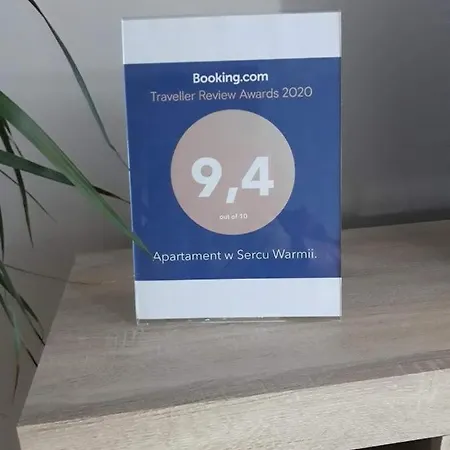 Booking.com
Traveller Review Awards 2020
9,4
out of 10
Apartament w Sercu Warmii.